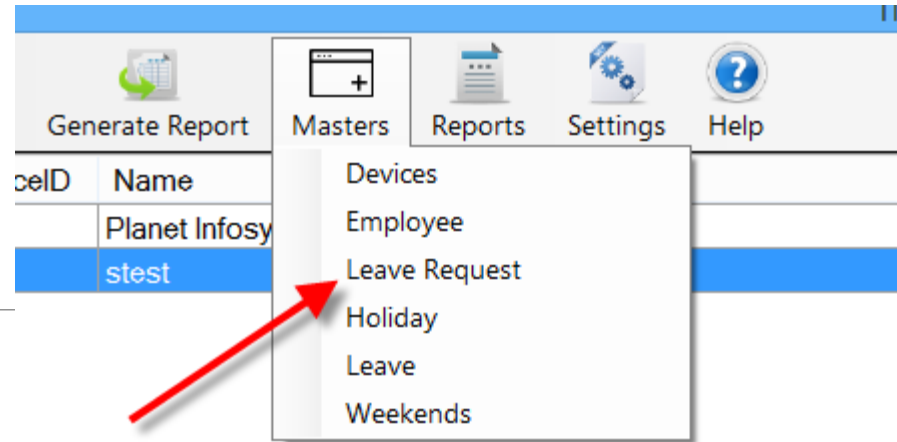 Generate Report Masters Reports Settings Help
Name
Planet Infosy
stest
Devices
Employee
Leave Request
Holiday
Leave
Weekends